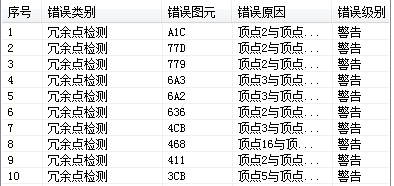 序号 错误类别 错误图元 错误原因 错误级别
1 冗余点检测 A1C 顶点2与顶点... 警告
2 冗余点检测 77D 顶点2与顶点... 警告
3 冗余点检测 779 顶点2与顶点... 警告
4 冗余点检测 6A3 顶点3与顶点... 警告
5 冗余点检测 6A2 顶点3与顶点... 警告
6 冗余点检测 636 顶点2与顶点... 警告
7 冗余点检测 4CB 顶点3与顶点... 警告
8 冗余点检测 468 顶点16与顶... 警告
9 冗余点检测 411 顶点2与顶点... 警告
10 冗余点检测 3CB 顶点5与顶点... 警告